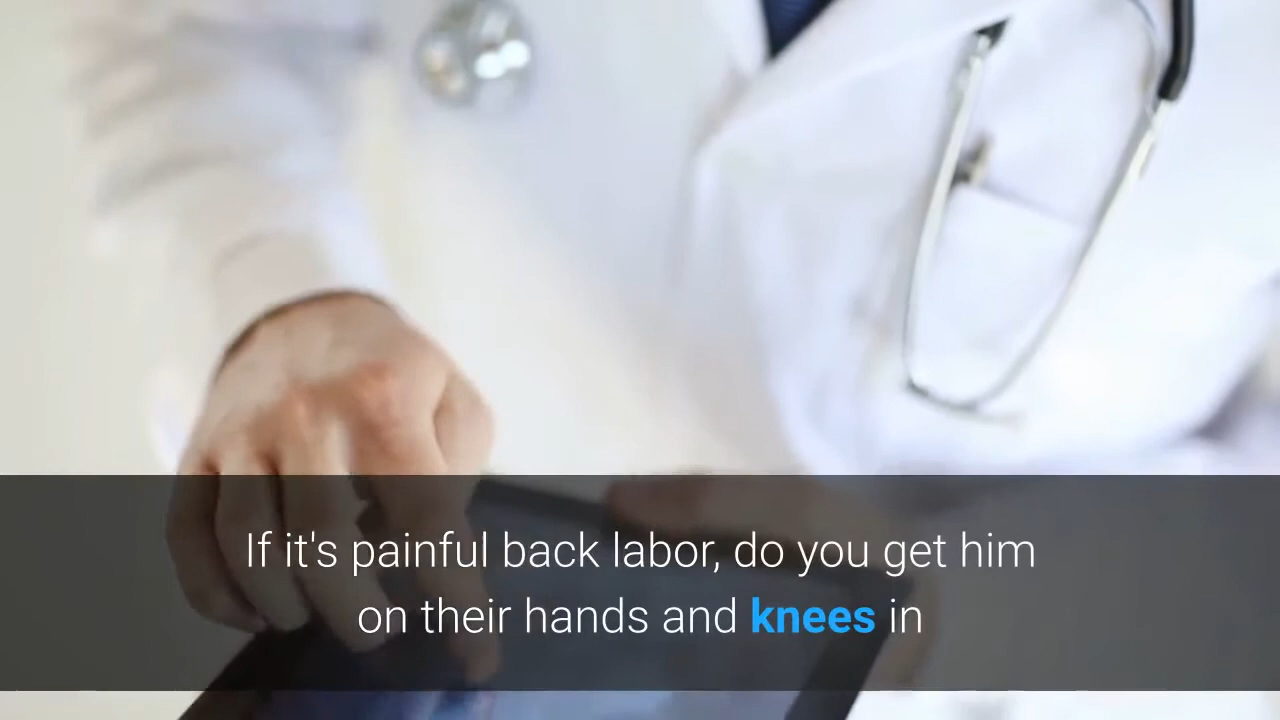 If it's painful back labor, do you get him
on their hands and knees in